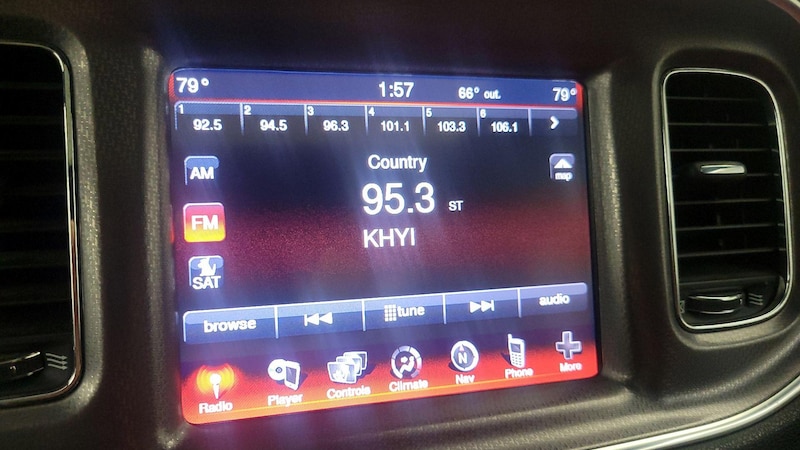 79° 1:57 66° out. 79°
1 2 3 4 5 6
92.5 94.5 96.3 101.1 103.3 106.1
Country
AM
map
95.3 ST
FM
KHYI
SAT
browse tune audio
Radio Player Controls Climate N Nav Phone More